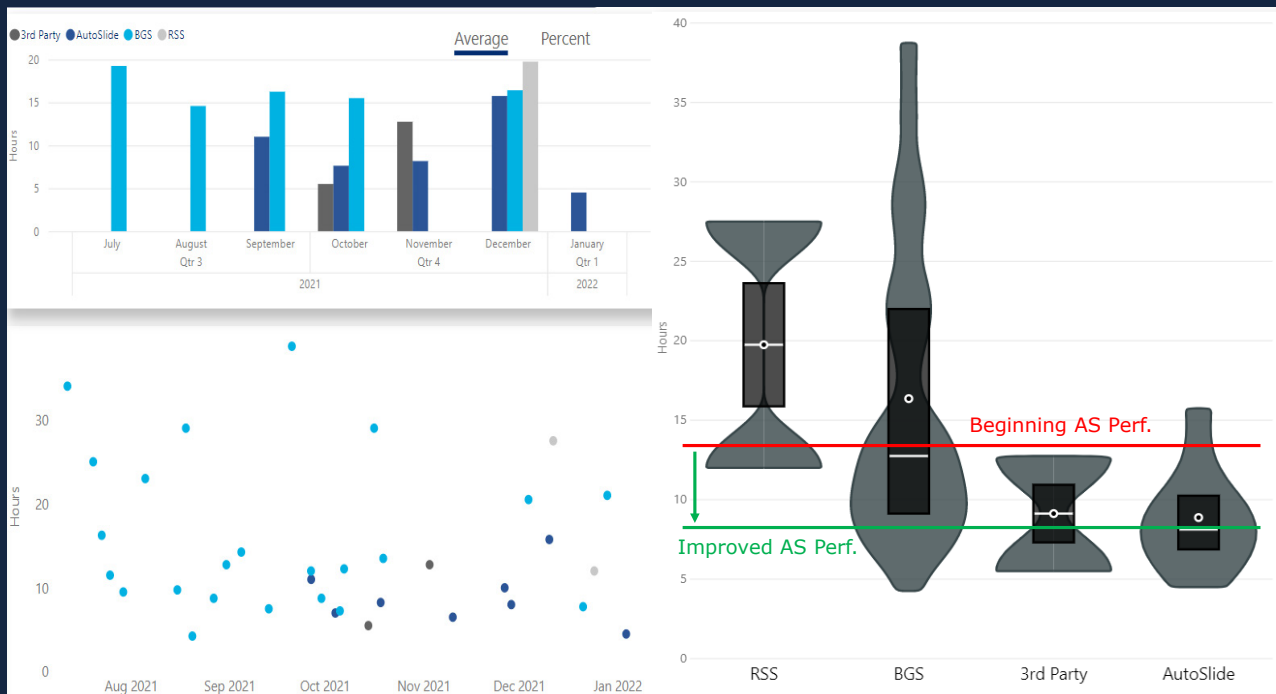 3rd Party AutoSlide BGS RSS
Average Percent
20
15
10
5
0
Hours
July August September October November December January
Qtr 3 Qtr 4 Qtr 1
2021 2022
30
20
10
0
Hours
Aug 2021 Sep 2021 Oct 2021 Nov 2021 Dec 2021 Jan 2022
40
35
30
25
20
15
10
5
0
Hours
Beginning AS Perf.
Improved AS Perf.
RSS BGS 3rd Party AutoSlide